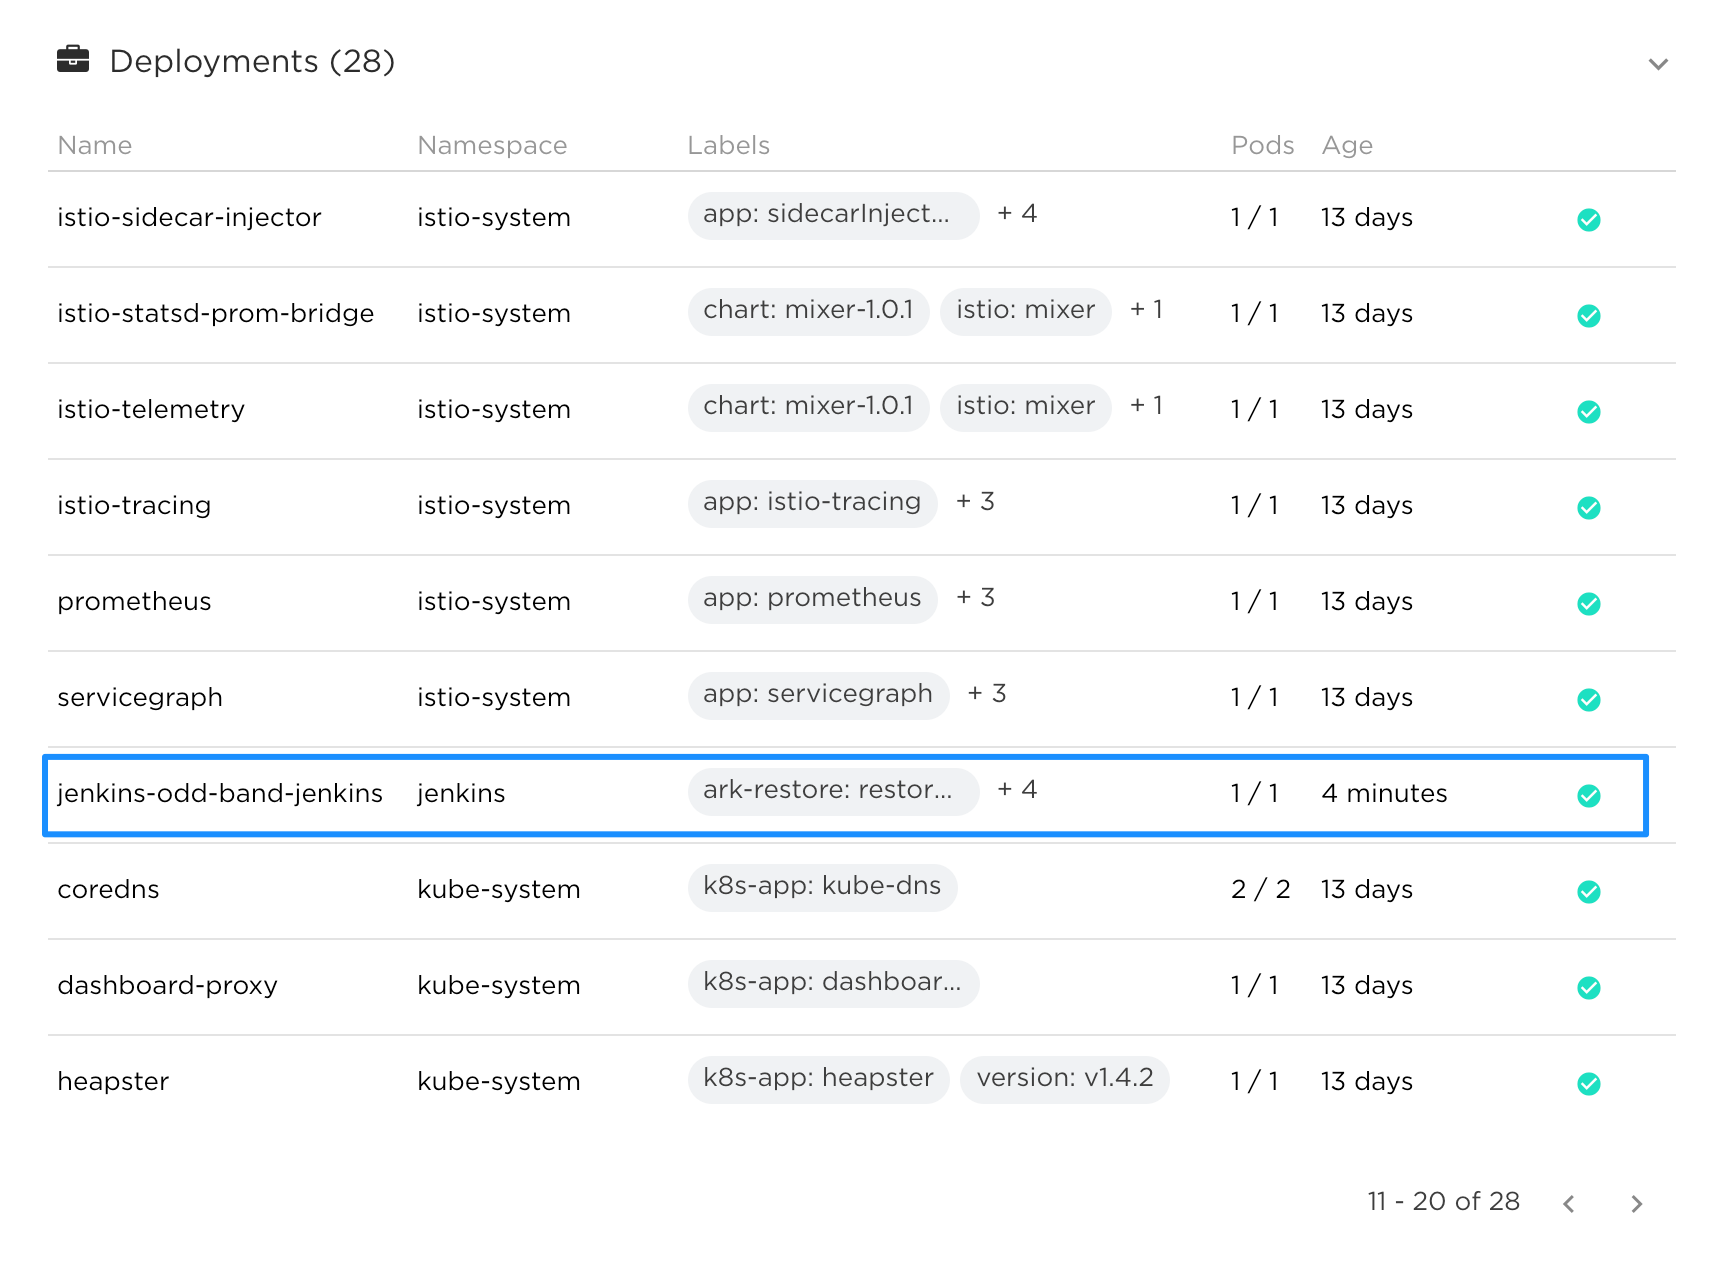 Deployments (28)
Name Namespace Labels Pods Age
istio-sidecar-injector istio-system app: sidecarInject... + 4 1 / 1 13 days
istio-statsd-prom-bridge istio-system chart: mixer-1.0.1 istio: mixer + 1 1 / 1 13 days
istio-telemetry istio-system chart: mixer-1.0.1 istio: mixer + 1 1 / 1 13 days
istio-tracing istio-system app: istio-tracing + 3 1 / 1 13 days
prometheus istio-system app: prometheus + 3 1 / 1 13 days
servicegraph istio-system app: servicegraph + 3 1 / 1 13 days
jenkins-odd-band-jenkins jenkins ark-restore: restor... + 4 1 / 1 4 minutes
coredns kube-system k8s-app: kube-dns 2 / 2 13 days
dashboard-proxy kube-system k8s-app: dashboar... 1 / 1 13 days
heapster kube-system k8s-app: heapster version: v1.4.2 1 / 1 13 days
11 - 20 of 28